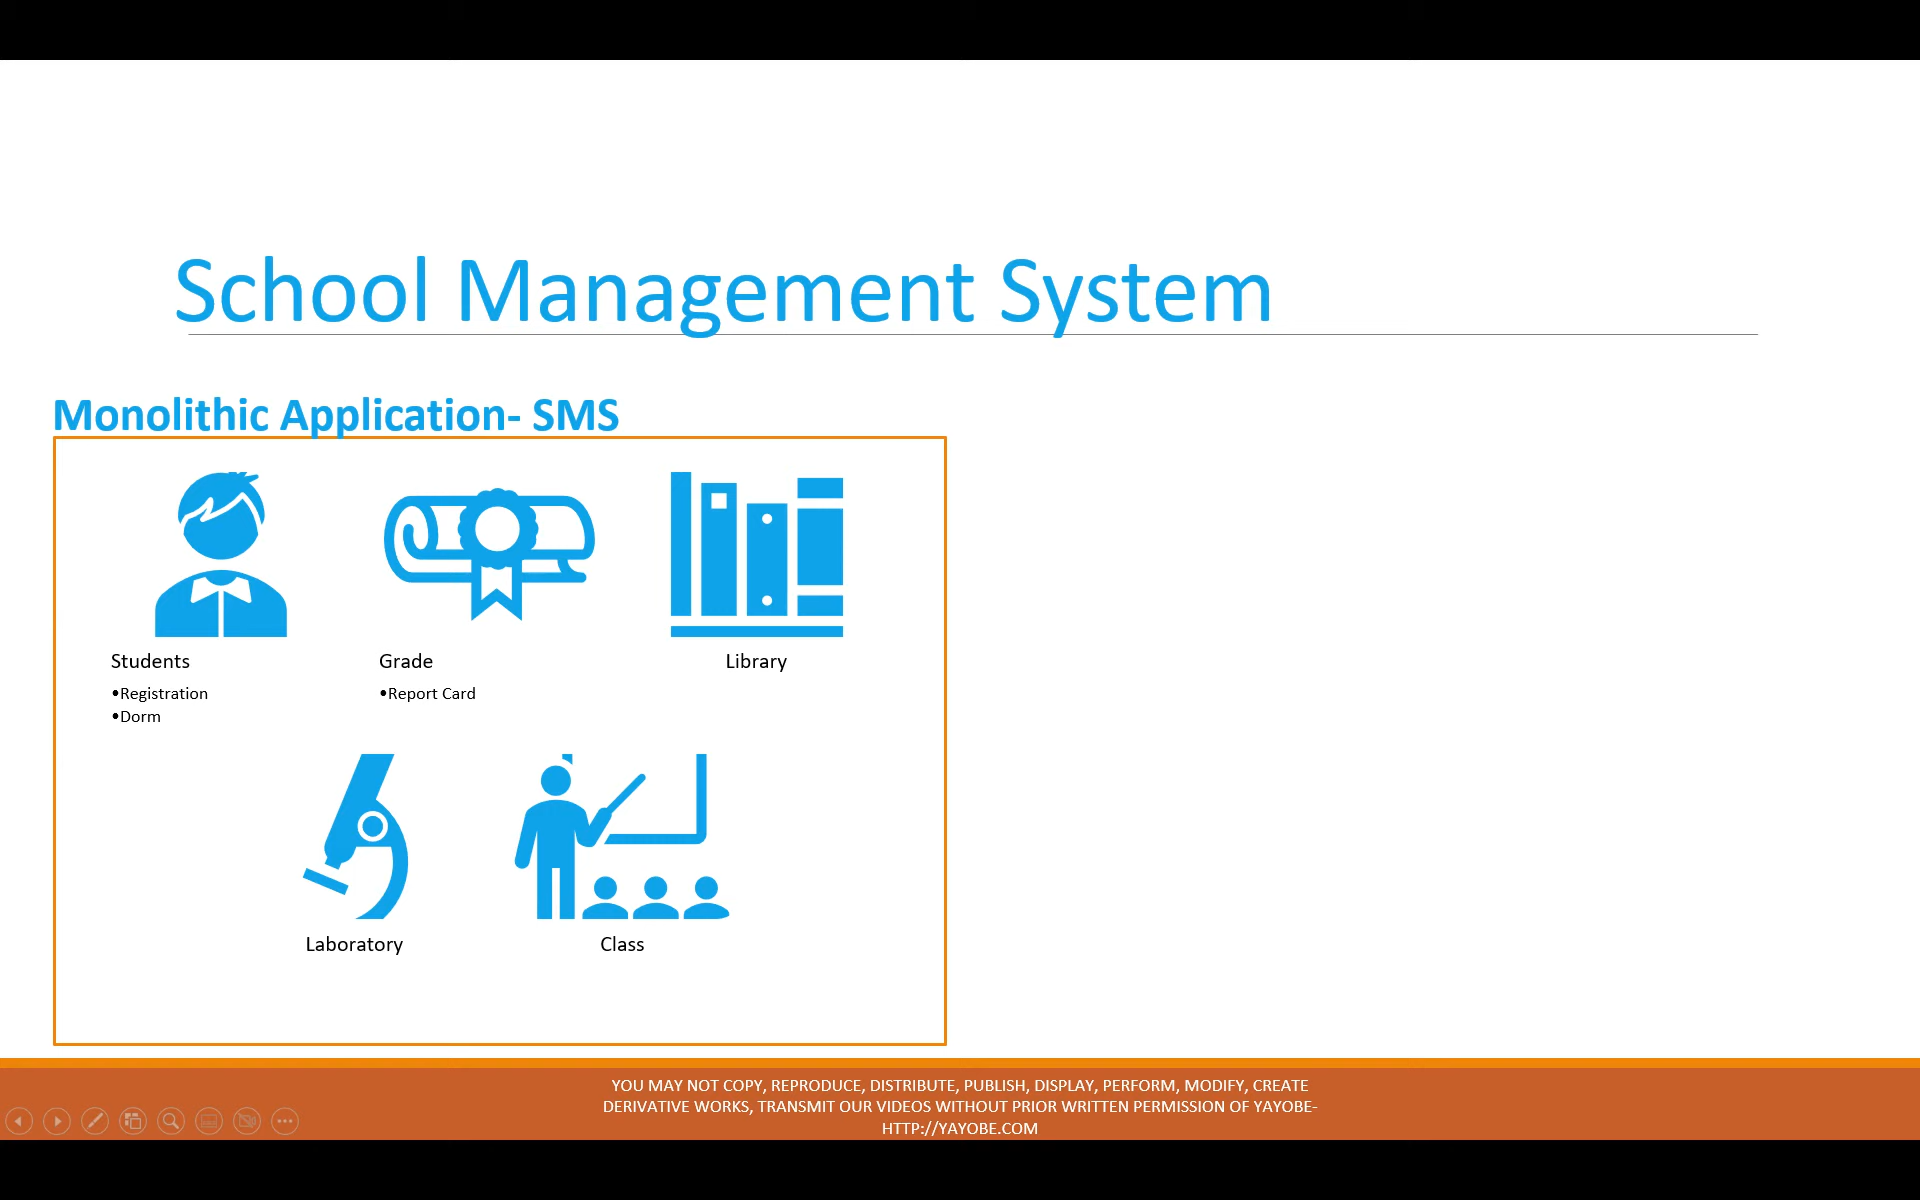 School Management System
Monolithic Application- SMS
Students
•Registration
•Dorm
Grade
•Report Card
Library
Laboratory
Class
YOU MAY NOT COPY, REPRODUCE, DISTRIBUTE, PUBLISH, DISPLAY, PERFORM, MODIFY, CREATE
DERIVATIVE WORKS, TRANSMIT OUR VIDEOS WITHOUT PRIOR WRITTEN PERMISSION OF YAYOBE-
HTTP://YAYOBE.COM